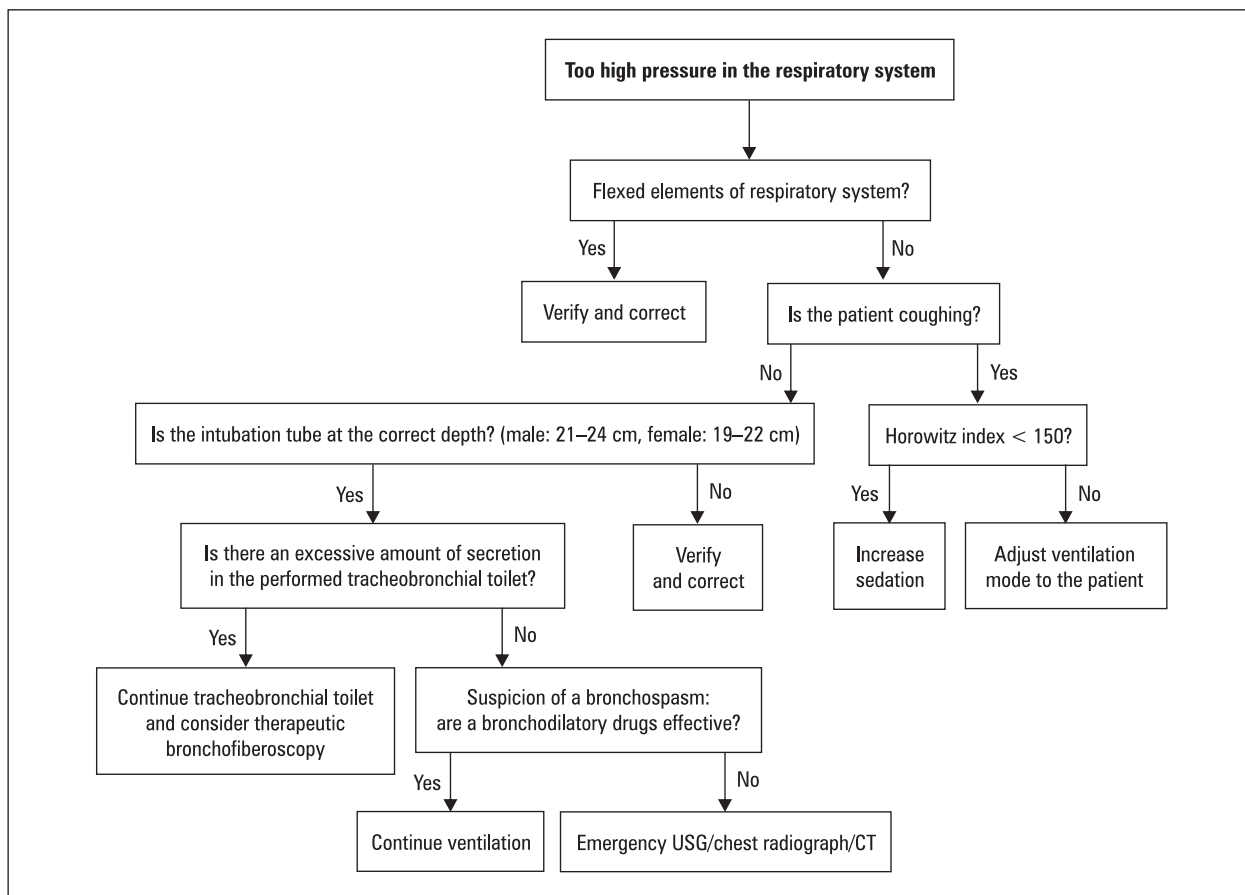 Too high pressure in the respiratory system
Flexed elements of respiratory system?
Yes
No
Verify and correct
Is the patient coughing?
No
Yes
Is the intubation tube at the correct depth? (male: 21–24 cm, female: 19–22 cm)
Horowitz index < 150?
Yes
No
Yes
No
Is there an excessive amount of secretion
in the performed tracheobronchial toilet?
Verify
and correct
Increase
sedation
Adjust ventilation
mode to the patient
Yes
No
Continue tracheobronchial toilet
and consider therapeutic
bronchofiberoscopy
Suspicion of a bronchospasm:
are a bronchodilatory drugs effective?
Yes
No
Continue ventilation
Emergency USG/chest radiograph/CT